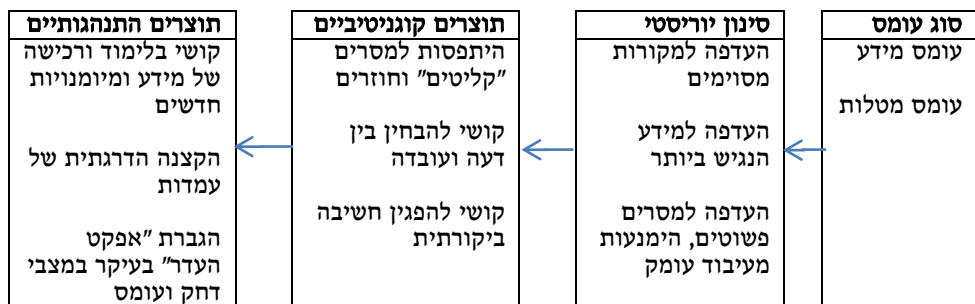 סוג עומס
עומס מידע
עומס מטלות
סינון יוריסטי
העדפה למקורות
מסוימים
העדפה למידע
הנגיש ביותר
העדפה למסרים
פשוטים, הימנעות
מעיבוד עומק
תוצרים קוגניטיביים
היתפסות למסרים
"קליטים" וחוזרים
קושי להבחין בין
דעה ועובדה
קושי להפגין חשיבה
ביקורתית
תוצרים התנהגותיים
קושי בלימוד ורכישה
של מידע ומיומנויות
חדשים
הקצנה הדרגתית של
עמדות
הגברת "אפקט
העדר" בעיקר במצבי
דחק ועומס